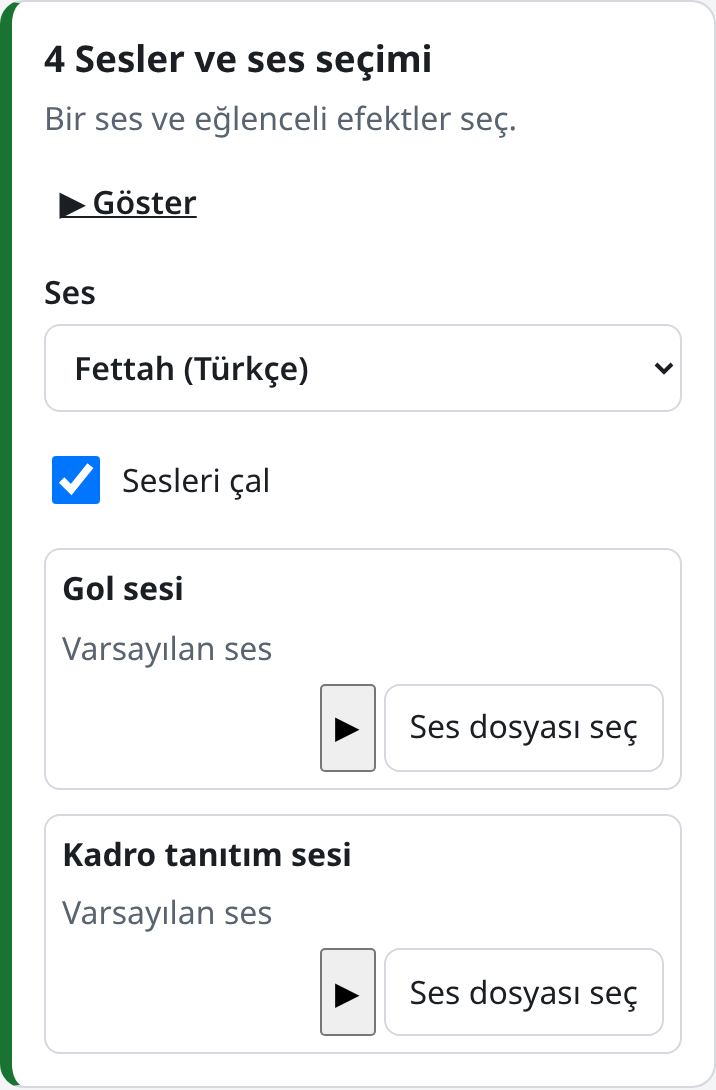 4 Sesler ve ses seçimi
Bir ses ve eğlenceli efektler seç.
▶ Göster
Ses
Fettah (Türkçe)
Sesleri çal
Gol sesi
Varsayılan ses
▶ Ses dosyası seç
Kadro tanıtım sesi
Varsayılan ses
▶ Ses dosyası seç